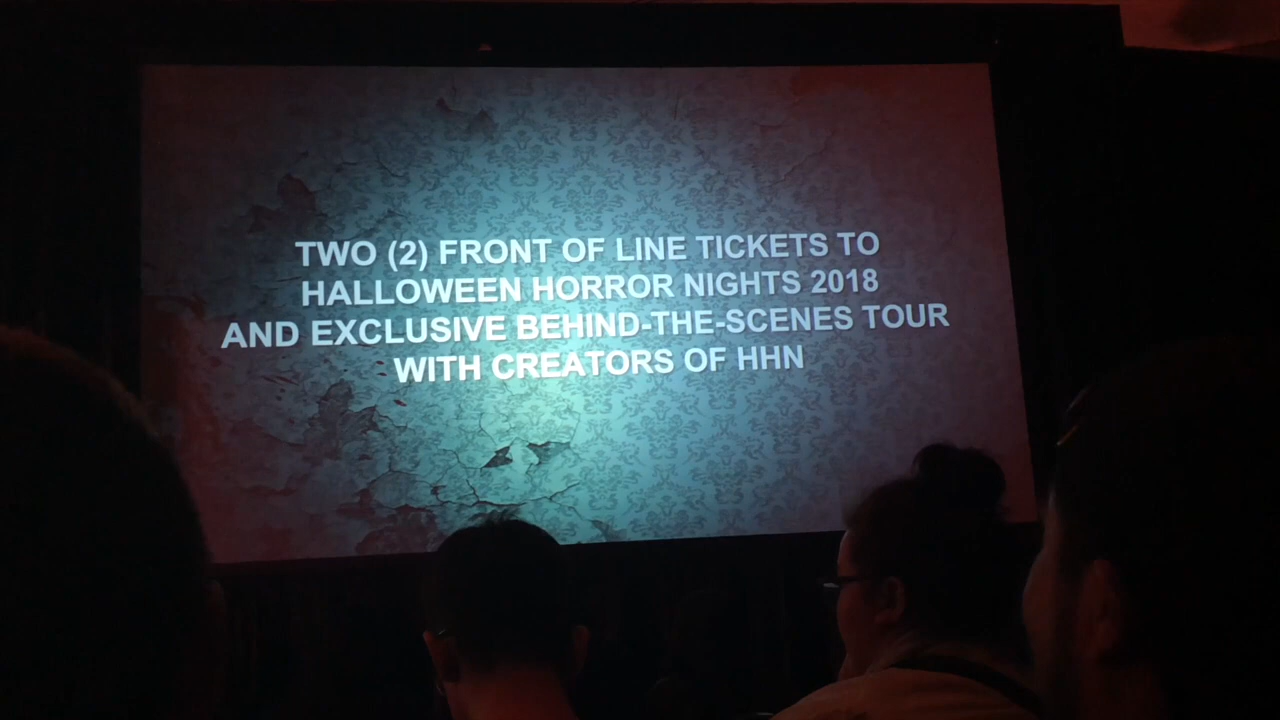 TWO (2) FRONT OF LINE TICKETS TO
HALLOWEEN HORROR NIGHTS 2018
AND EXCLUSIVE BEHIND-THE-SCENES TOUR
WITH CREATORS OF HHN